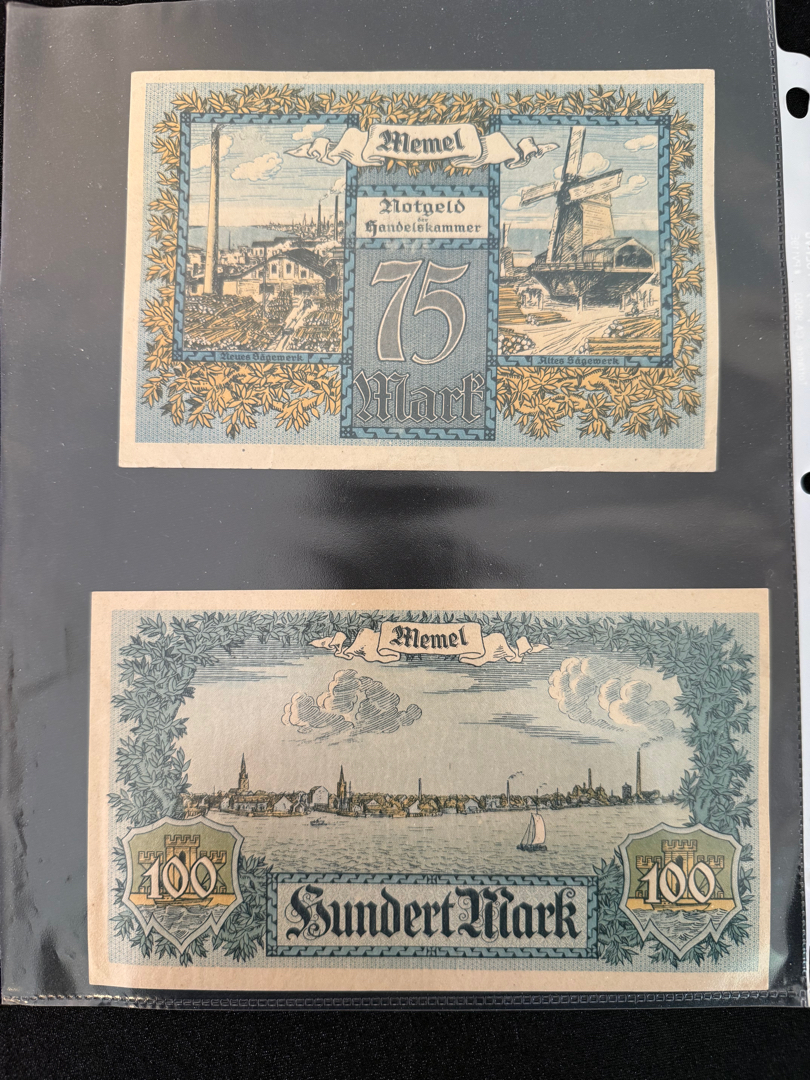 Memel
Notgeld
der
Handelskammer
75
Mark
Neues Sägewerk
Altes Sägewerk
Memel
100
100
Hundert Mark